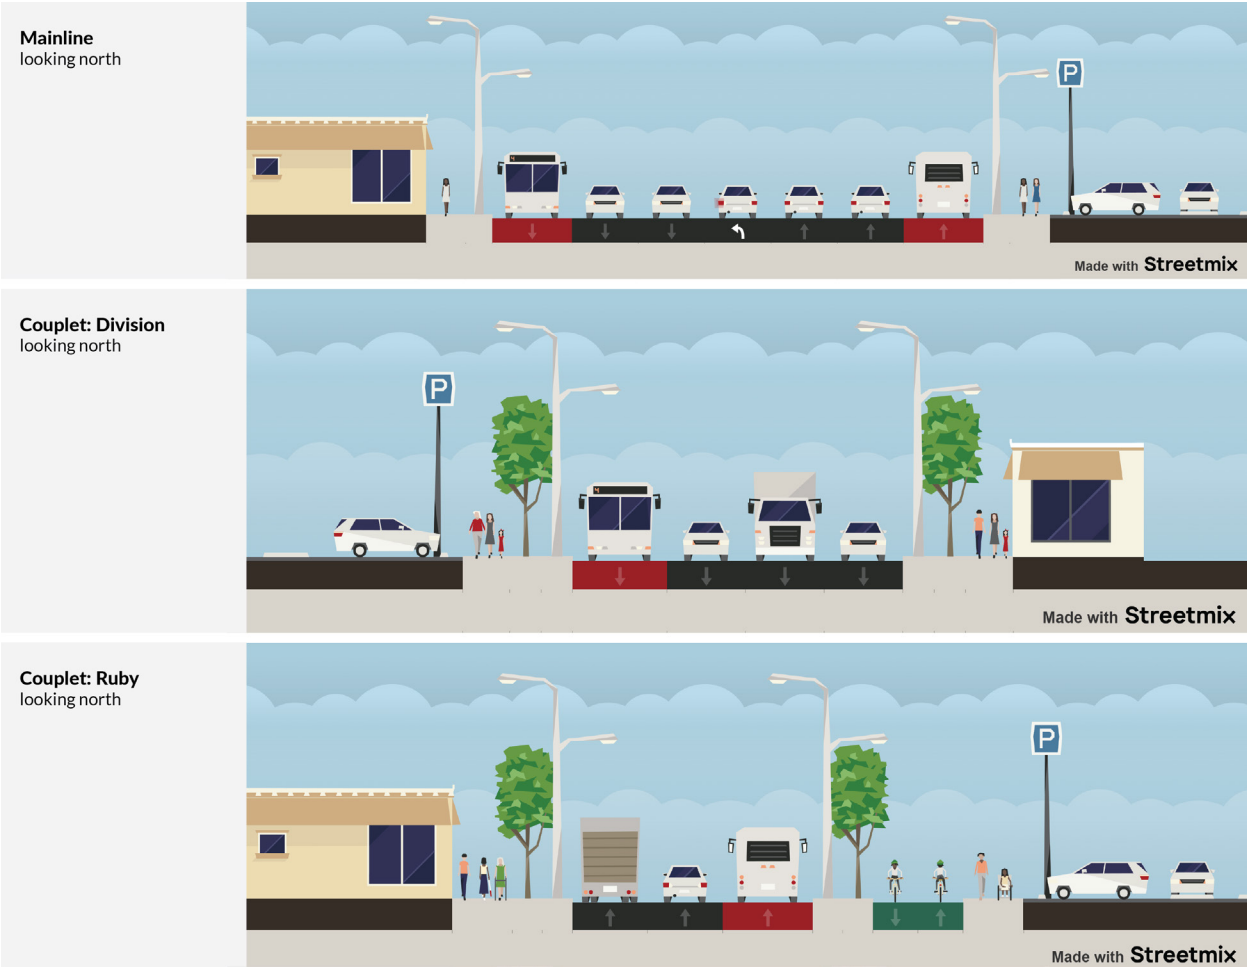 Mainline
looking north
P
Made with Streetmix
Couplet: Division
looking north
P
Made with Streetmix
Couplet: Ruby
looking north
P
Made with Streetmix